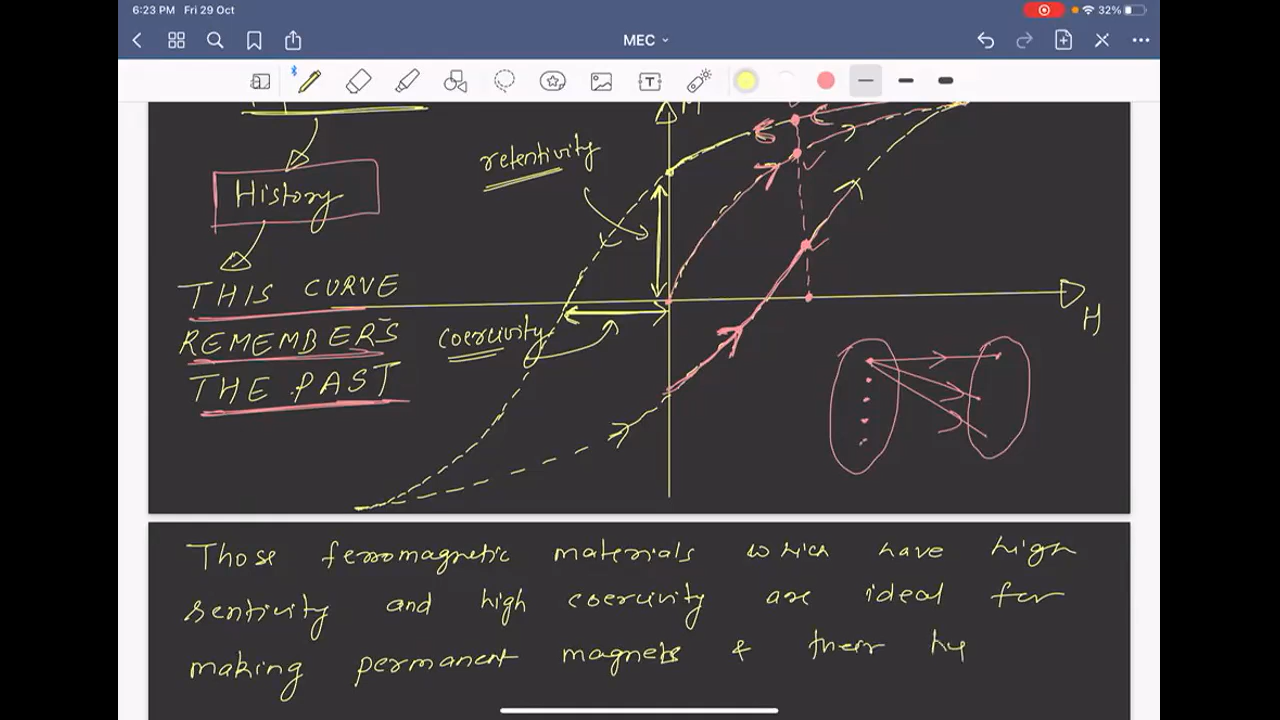 6:23 PM Fri 29 Oct
32%
MEC
M
retentivity
History
THIS CURVE
REMEMBERS
THE PAST
coercivity
H
Those ferromagnetic materials which have high
sentivity and high coercivity are ideal for
making permanent magnets & their hy